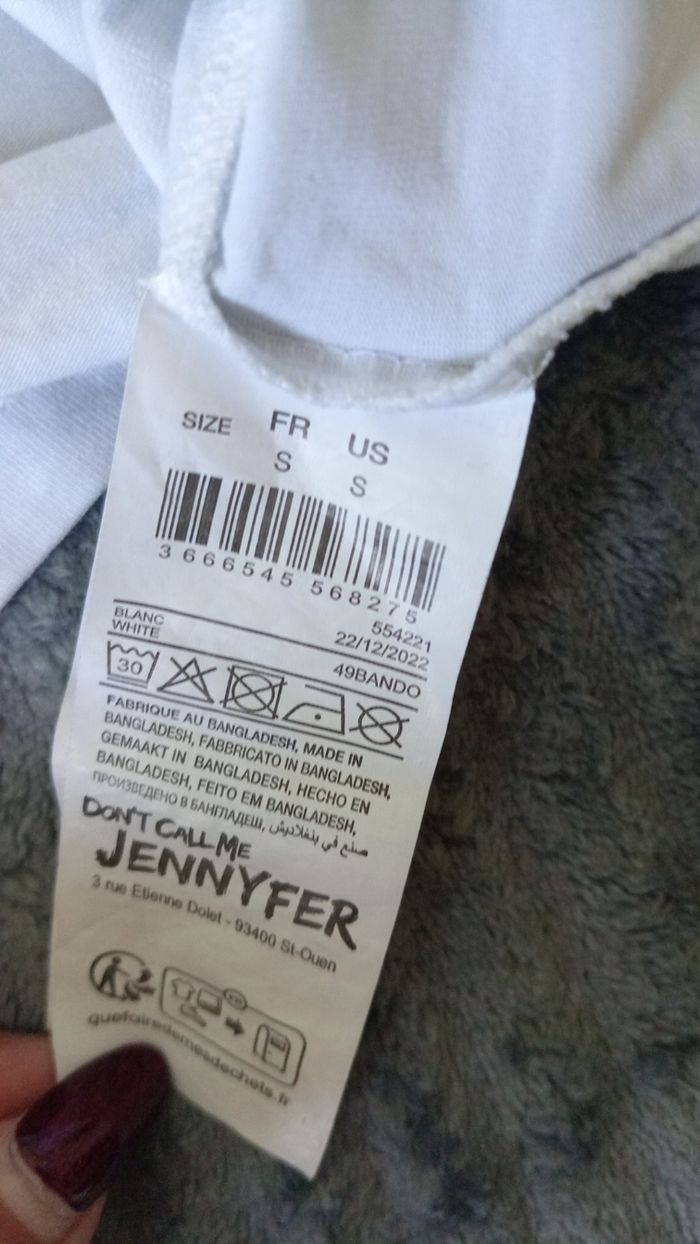 SIZE FR US
S S
3 666545 568275
554221
BLANC 22/12/2022
WHITE
49BANDO
30
FABRIQUE AU BANGLADESH, MADE IN
BANGLADESH, FABBRICATO IN BANGLADESH,
GEMAAKT IN BANGLADESH, HECHO EN
BANGLADESH, FEITO EM BANGLADESH,
ПРОИЗВЕДЕНО В БАНГЛАДЕШ, صنع في بنغلاديش
DON'T CALL ME
JENNYFER
3 rue Etienne Dolet - 93400 St-Ouen
quefairedemesdechets.fr